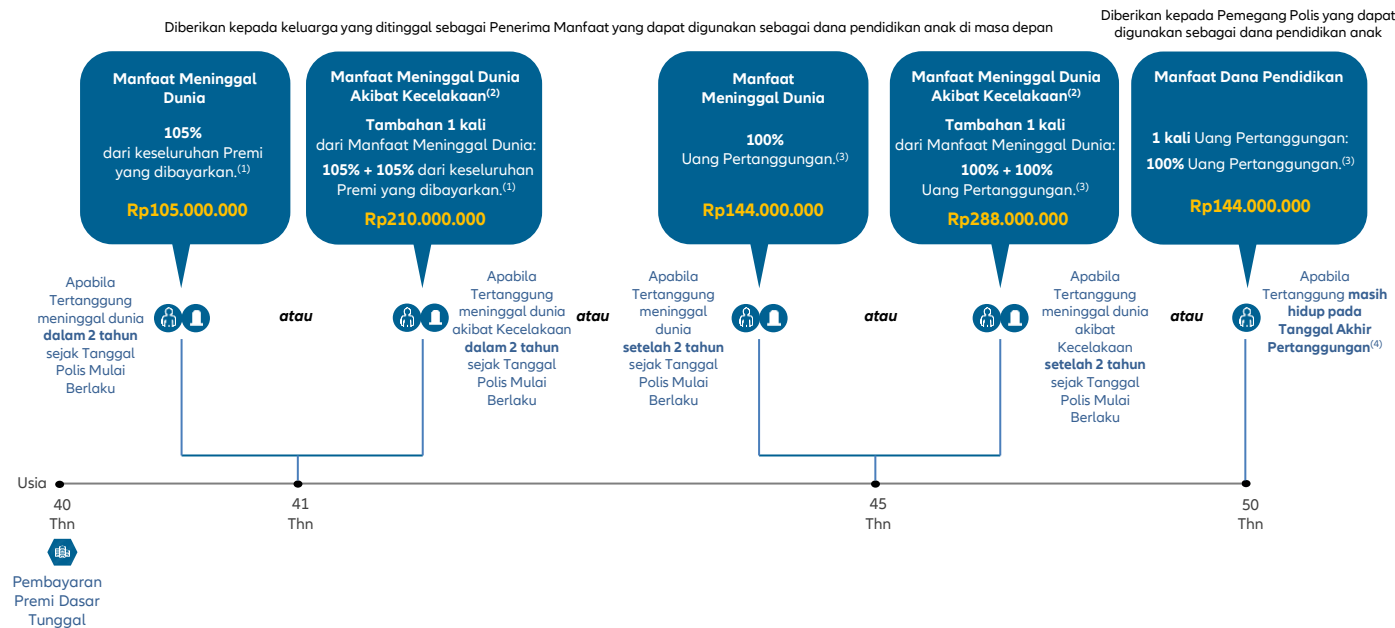 Diberikan kepada keluarga yang ditinggal sebagai Penerima Manfaat yang dapat digunakan sebagai dana pendidikan anak di masa depan
Diberikan kepada Pemegang Polis yang dapat
digunakan sebagai dana pendidikan anak
Manfaat Meninggal
Dunia
105%
dari keseluruhan Premi
yang dibayarkan.(1)
Rp105.000.000
Manfaat Meninggal Dunia
Akibat Kecelakaan(2)
Tambahan 1 kali
dari Manfaat Meninggal Dunia:
105% + 105% dari keseluruhan
Premi yang dibayarkan.(1)
Rp210.000.000
Manfaat
Meninggal Dunia
100%
Uang Pertanggungan.(3)
Rp144.000.000
Manfaat Meninggal Dunia
Akibat Kecelakaan(2)
Tambahan 1 kali
dari Manfaat Meninggal Dunia:
100% + 100%
Uang Pertanggungan.(3)
Rp288.000.000
Manfaat Dana Pendidikan
1 kali Uang Pertanggungan:
100% Uang Pertanggungan.(3)
Rp144.000.000
Apabila
Tertanggung
meninggal dunia
dalam 2 tahun
sejak Tanggal
Polis Mulai
Berlaku
atau
Apabila
Tertanggung
meninggal dunia
akibat Kecelakaan
dalam 2 tahun
sejak Tanggal
Polis Mulai
Berlaku
atau
Apabila
Tertanggung
meninggal
dunia
setelah 2 tahun
sejak Tanggal
Polis Mulai
Berlaku
atau
Apabila
Tertanggung
meninggal dunia
akibat
Kecelakaan
setelah 2 tahun
sejak Tanggal
Polis Mulai
Berlaku
atau
Apabila
Tertanggung masih
hidup pada
Tanggal Akhir
Pertanggungan(4)
Usia
40
Thn
41
Thn
45
Thn
50
Thn
Pembayaran
Premi Dasar
Tunggal